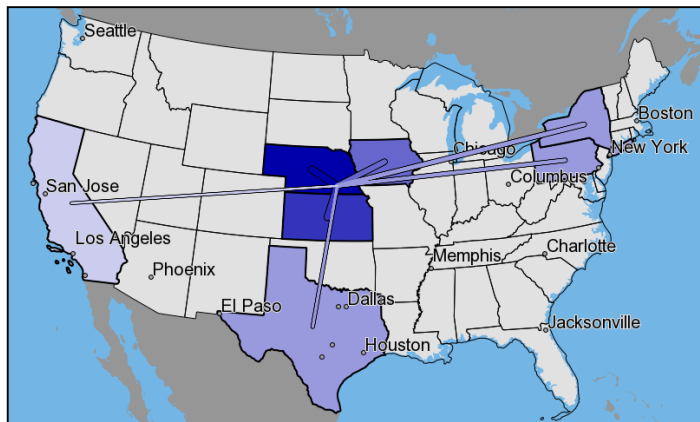 Seattle
Boston
Chicago
New York
San Jose
Columbus
Los Angeles
Memphis
Charlotte
Phoenix
El Paso
Dallas
Jacksonville
Houston